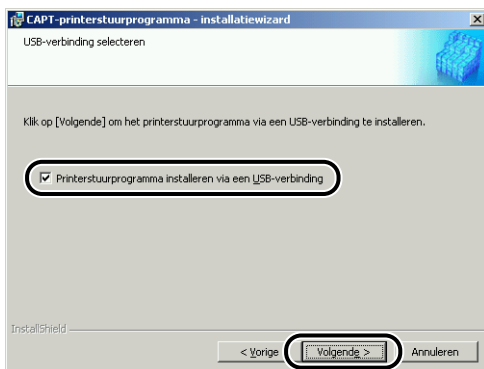 CAPT-printerstuurprogramma - installatiewizard
USB-verbinding selecteren
Klik op [Volgende] om het printerstuurprogramma via een USB-verbinding te installeren.
Printerstuurprogramma installeren via een USB-verbinding
InstallShield
< Vorige Volgende > Annuleren